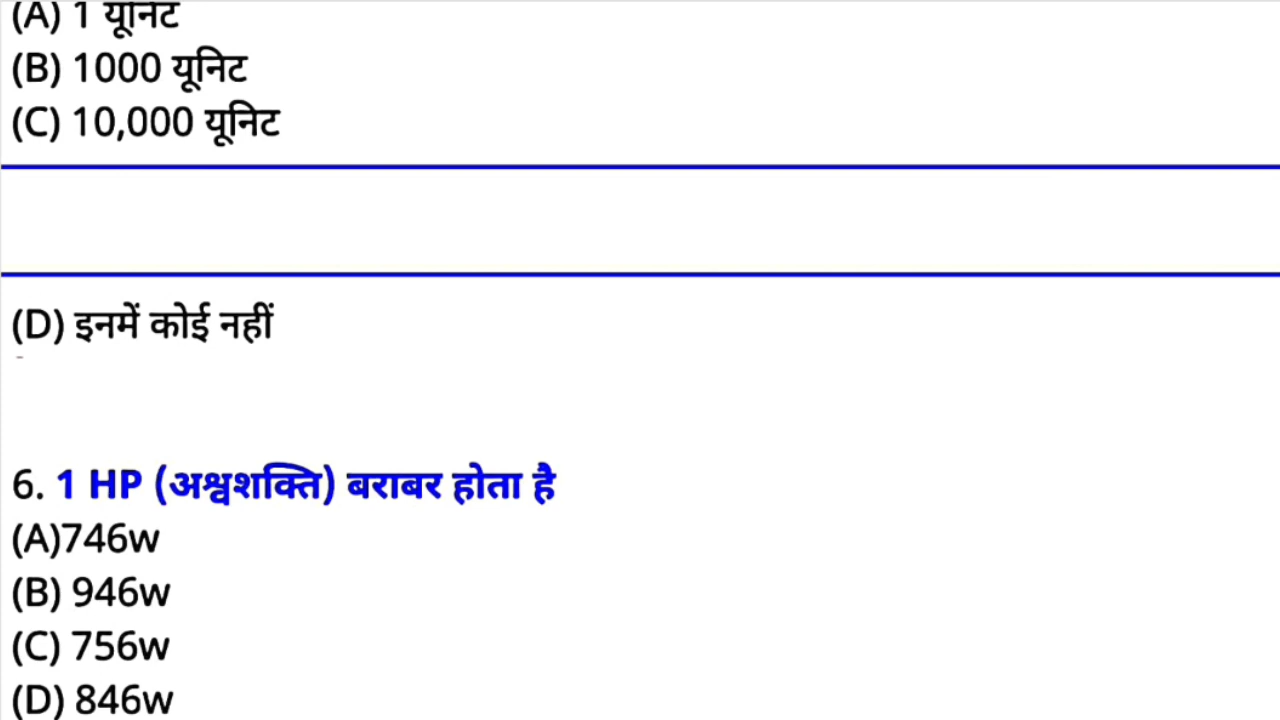 (A) 1 यूनिट
(B) 1000 यूनिट
(C) 10,000 यूनिट
(D) इनमें कोई नहीं
6. 1 HP (अश्वशक्ति) बराबर होता है
(A)746w
(B) 946w
(C) 756w
(D) 846w